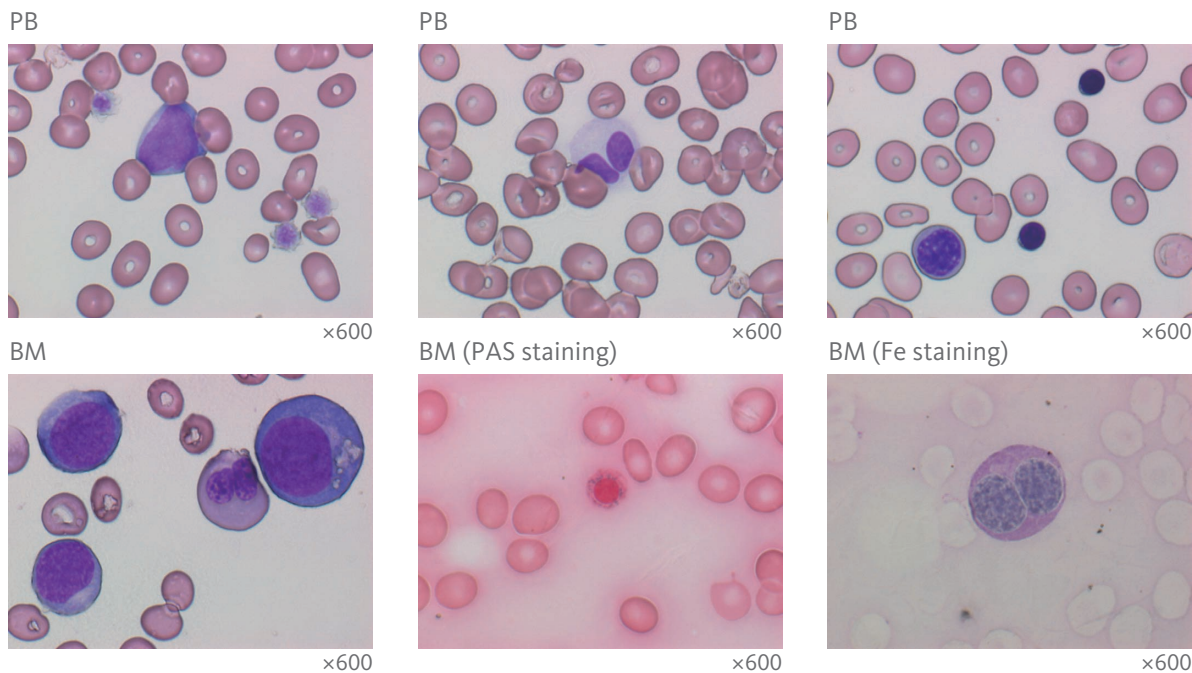 PB
PB
PB
×600
×600
×600
BM
BM (PAS staining)
BM (Fe staining)
×600
×600
×600